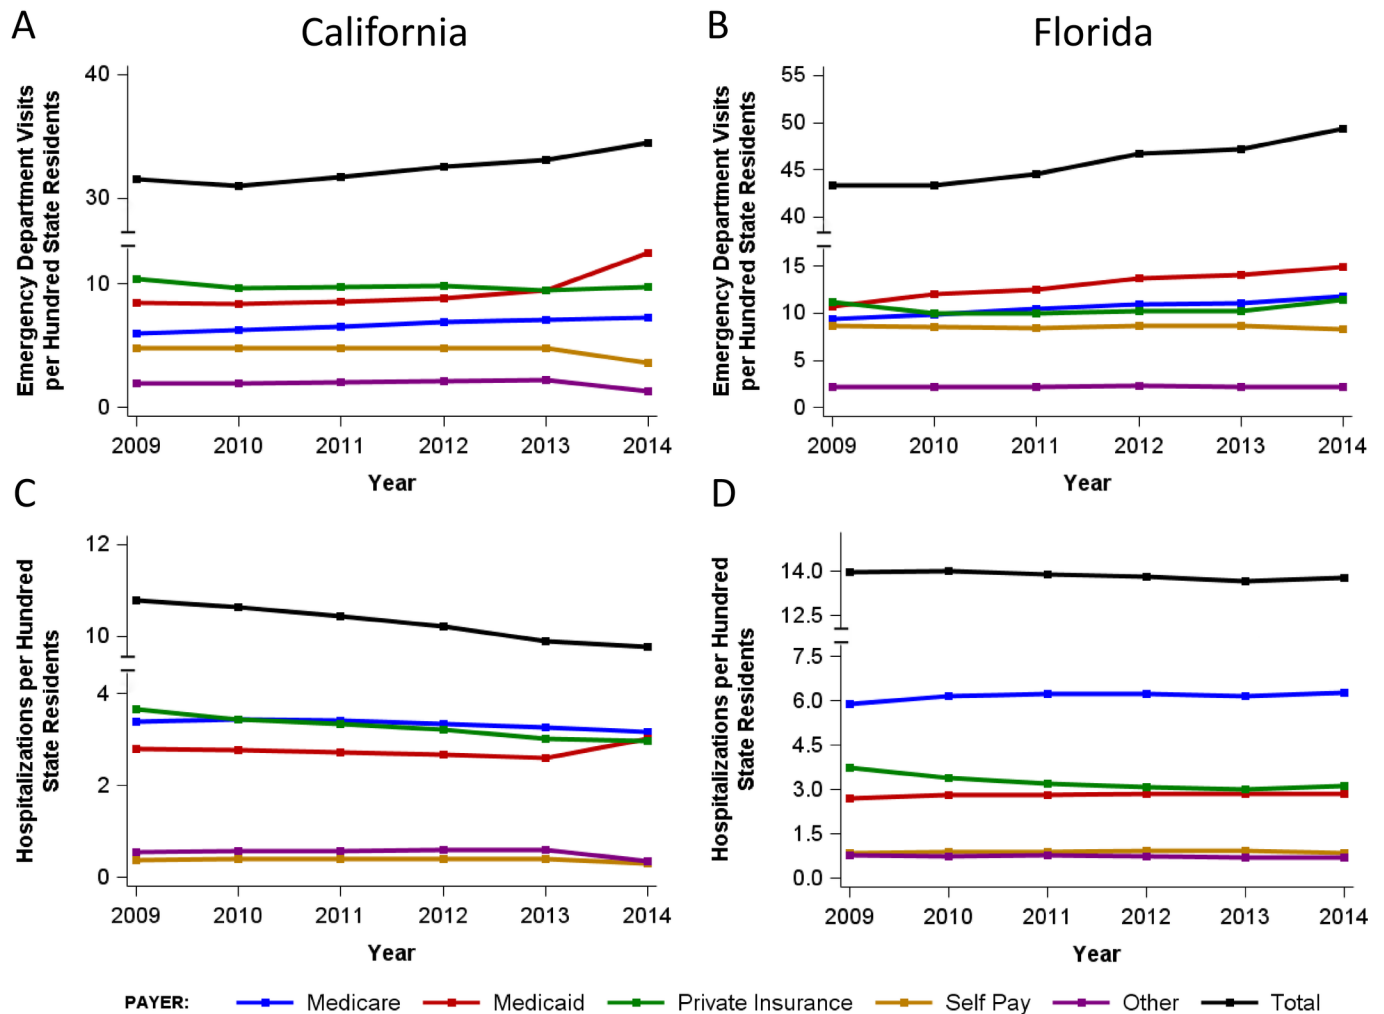 A
California
B
Florida
Emergency Department Visits
per Hundred State Residents
40
30
10
0
2009 2010 2011 2012 2013 2014
Year
Emergency Department Visits
per Hundred State Residents
55
50
45
40
15
10
5
0
2009 2010 2011 2012 2013 2014
Year
C
Hospitalizations per Hundred
State Residents
12
10
4
2
0
2009 2010 2011 2012 2013 2014
Year
D
Hospitalizations per Hundred
State Residents
14.0
12.5
7.5
6.0
4.5
3.0
1.5
0.0
2009 2010 2011 2012 2013 2014
Year
PAYER: Medicare Medicaid Private Insurance Self Pay Other Total